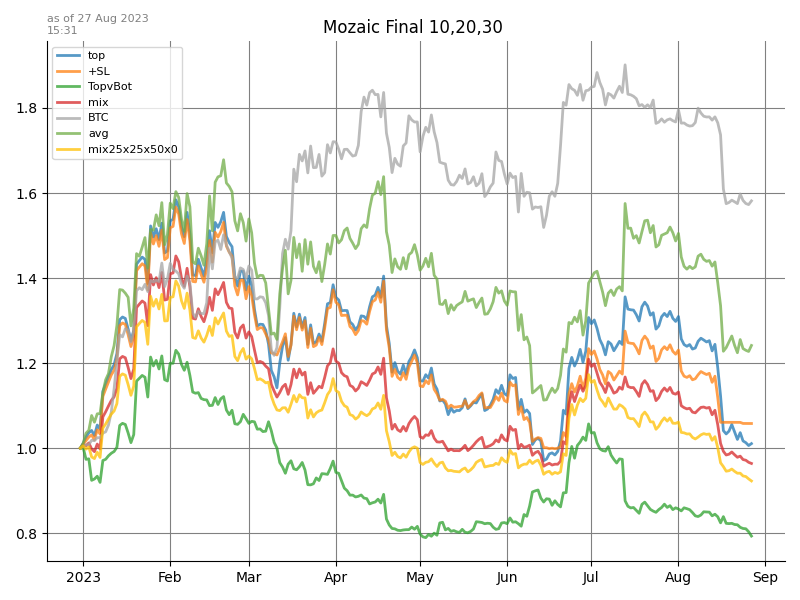 as of 27 Aug 2023
15:31
Mozaic Final 10,20,30
top
+SL
TopvBot
mix
BTC
avg
mix25x25x50x0
1.8
1.6
1.4
1.2
1.0
0.8
2023 Feb Mar Apr May Jun Jul Aug Sep